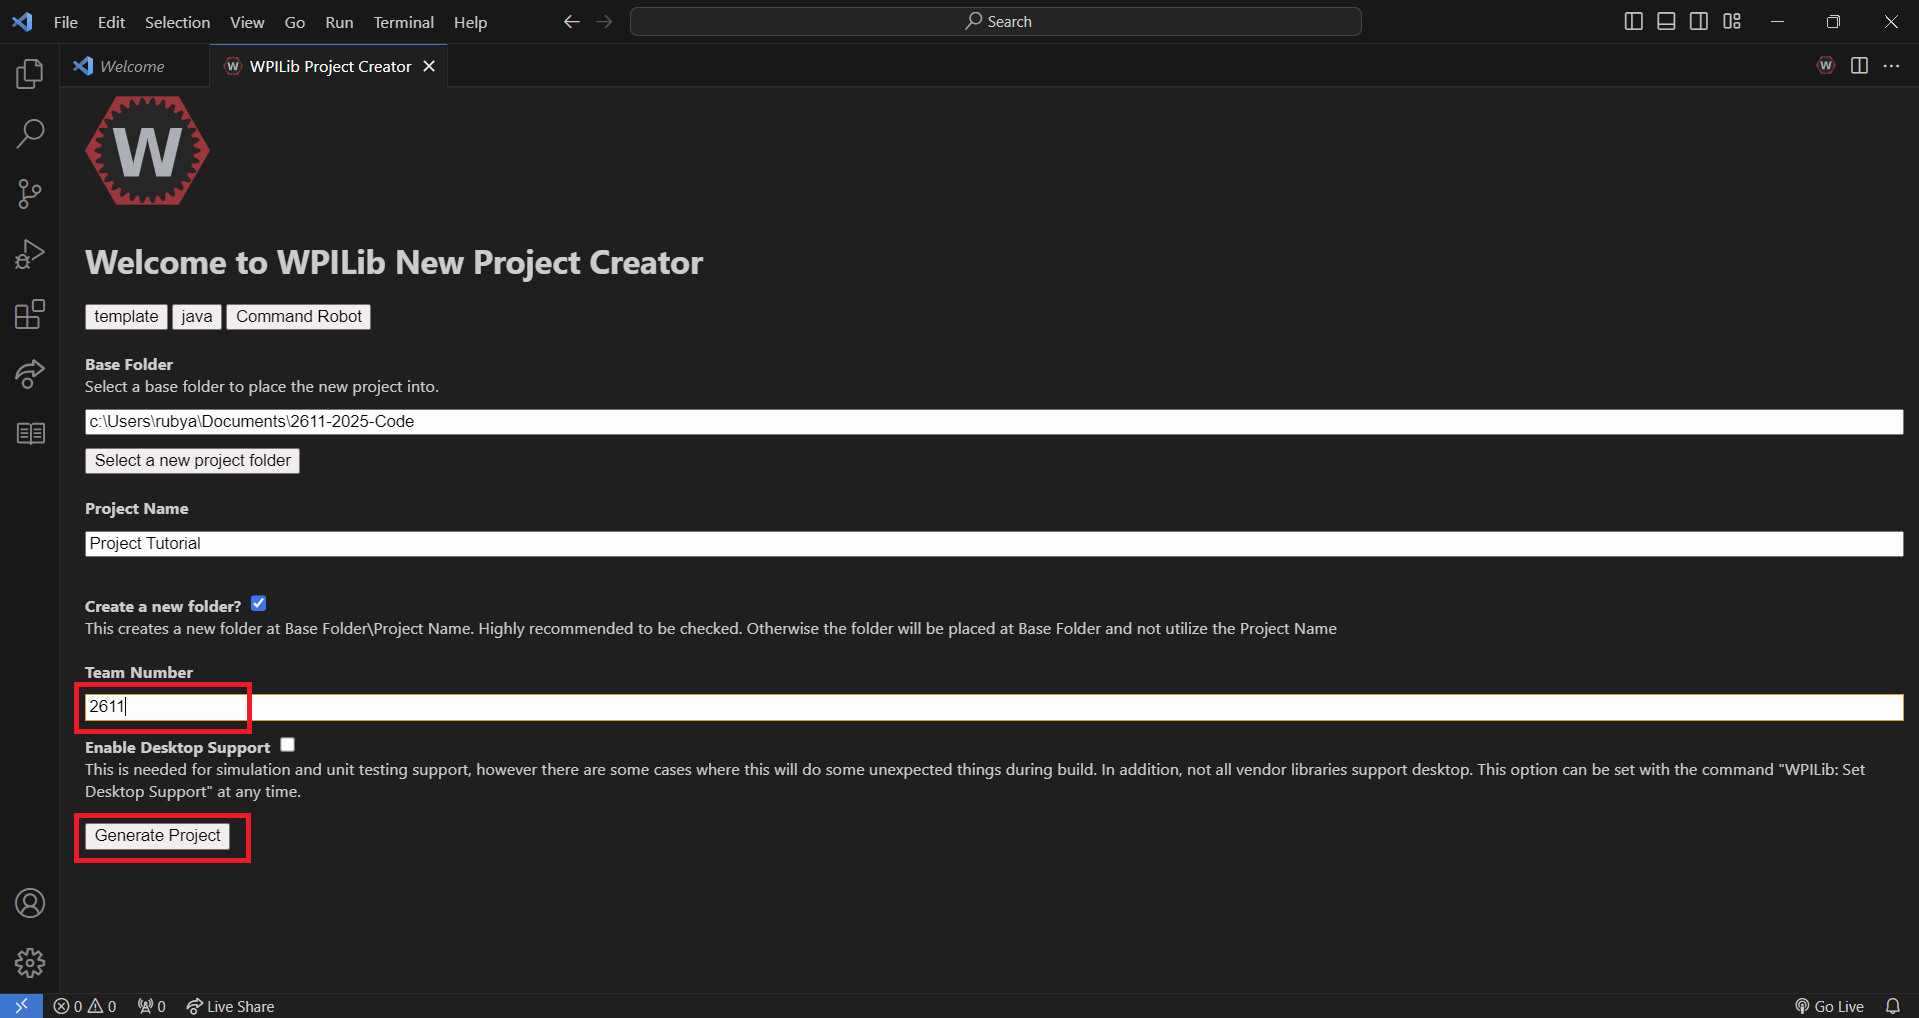 File Edit Selection View Go Run Terminal Help Search
Welcome WPILib Project Creator W
W
Welcome to WPILib New Project Creator
template java Command Robot
Base Folder
Select a base folder to place the new project into.
c:\Users\rubya\Documents\2611-2025-Code
Select a new project folder
Project Name
Project Tutorial
Create a new folder?
This creates a new folder at Base Folder\Project Name. Highly recommended to be checked. Otherwise the folder will be placed at Base Folder and not utilize the Project Name
Team Number
2611
Enable Desktop Support
This is needed for simulation and unit testing support, however there are some cases where this will do some unexpected things during build. In addition, not all vendor libraries support desktop. This option can be set with the command "WPILib: Set
Desktop Support" at any time.
Generate Project
0 0 0 Live Share Go Live